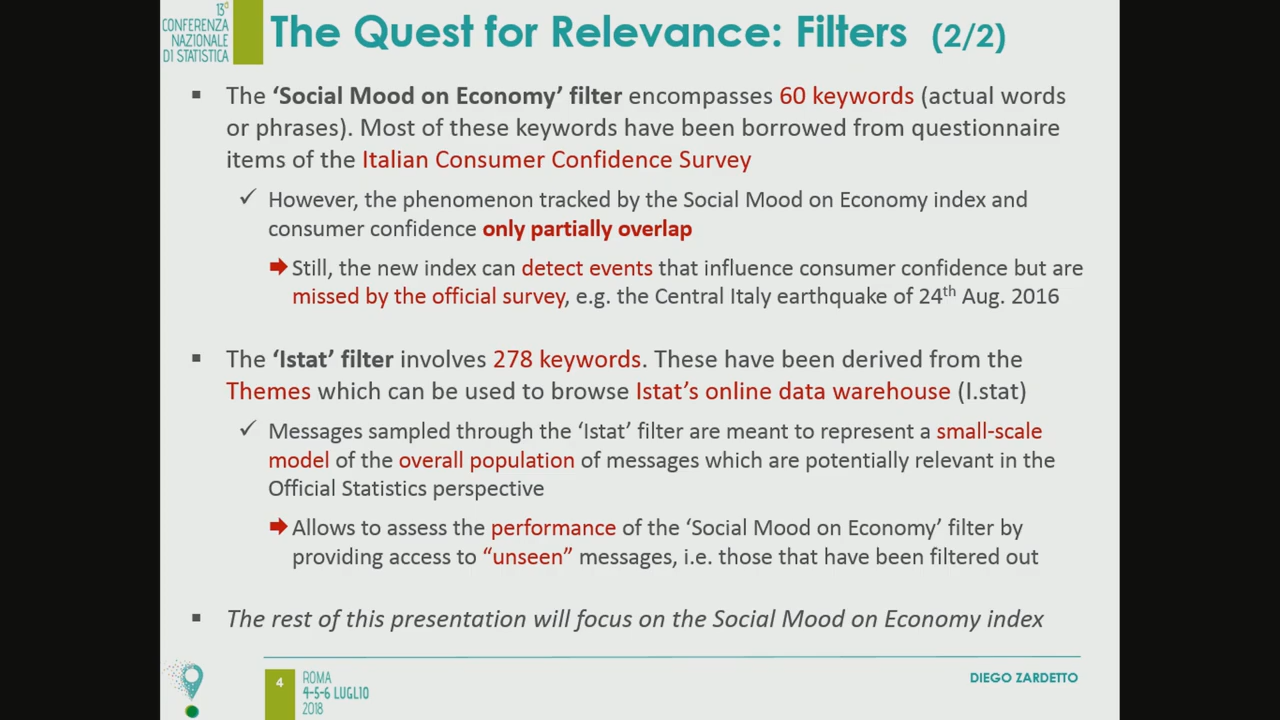 13a
CONFERENZA
NAZIONALE
DI STATISTICA
The Quest for Relevance: Filters (2/2)
▪ The ‘Social Mood on Economy’ filter encompasses 60 keywords (actual words
or phrases). Most of these keywords have been borrowed from questionnaire
items of the Italian Consumer Confidence Survey
✓ However, the phenomenon tracked by the Social Mood on Economy index and
consumer confidence only partially overlap
➡ Still, the new index can detect events that influence consumer confidence but are
missed by the official survey, e.g. the Central Italy earthquake of 24th Aug. 2016
▪ The ‘Istat’ filter involves 278 keywords. These have been derived from the
Themes which can be used to browse Istat’s online data warehouse (I.stat)
✓ Messages sampled through the ‘Istat’ filter are meant to represent a small-scale
model of the overall population of messages which are potentially relevant in the
Official Statistics perspective
➡ Allows to assess the performance of the ‘Social Mood on Economy’ filter by
providing access to “unseen” messages, i.e. those that have been filtered out
▪ The rest of this presentation will focus on the Social Mood on Economy index
4
ROMA
4-5-6 LUGLIO
2018
DIEGO ZARDETTO